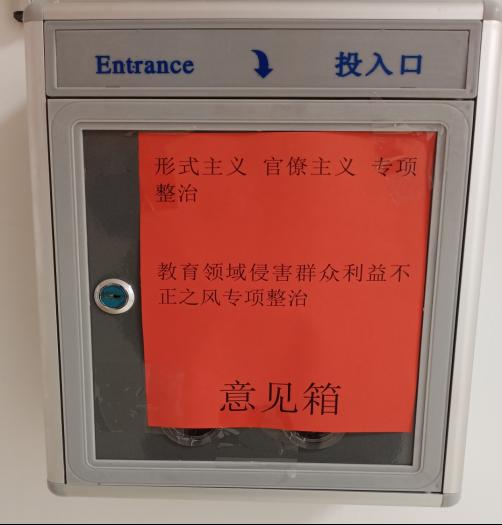 Entrance 投入口
形式主义 官僚主义 专项
整治
教育领域侵害群众利益不
正之风专项整治
意见箱